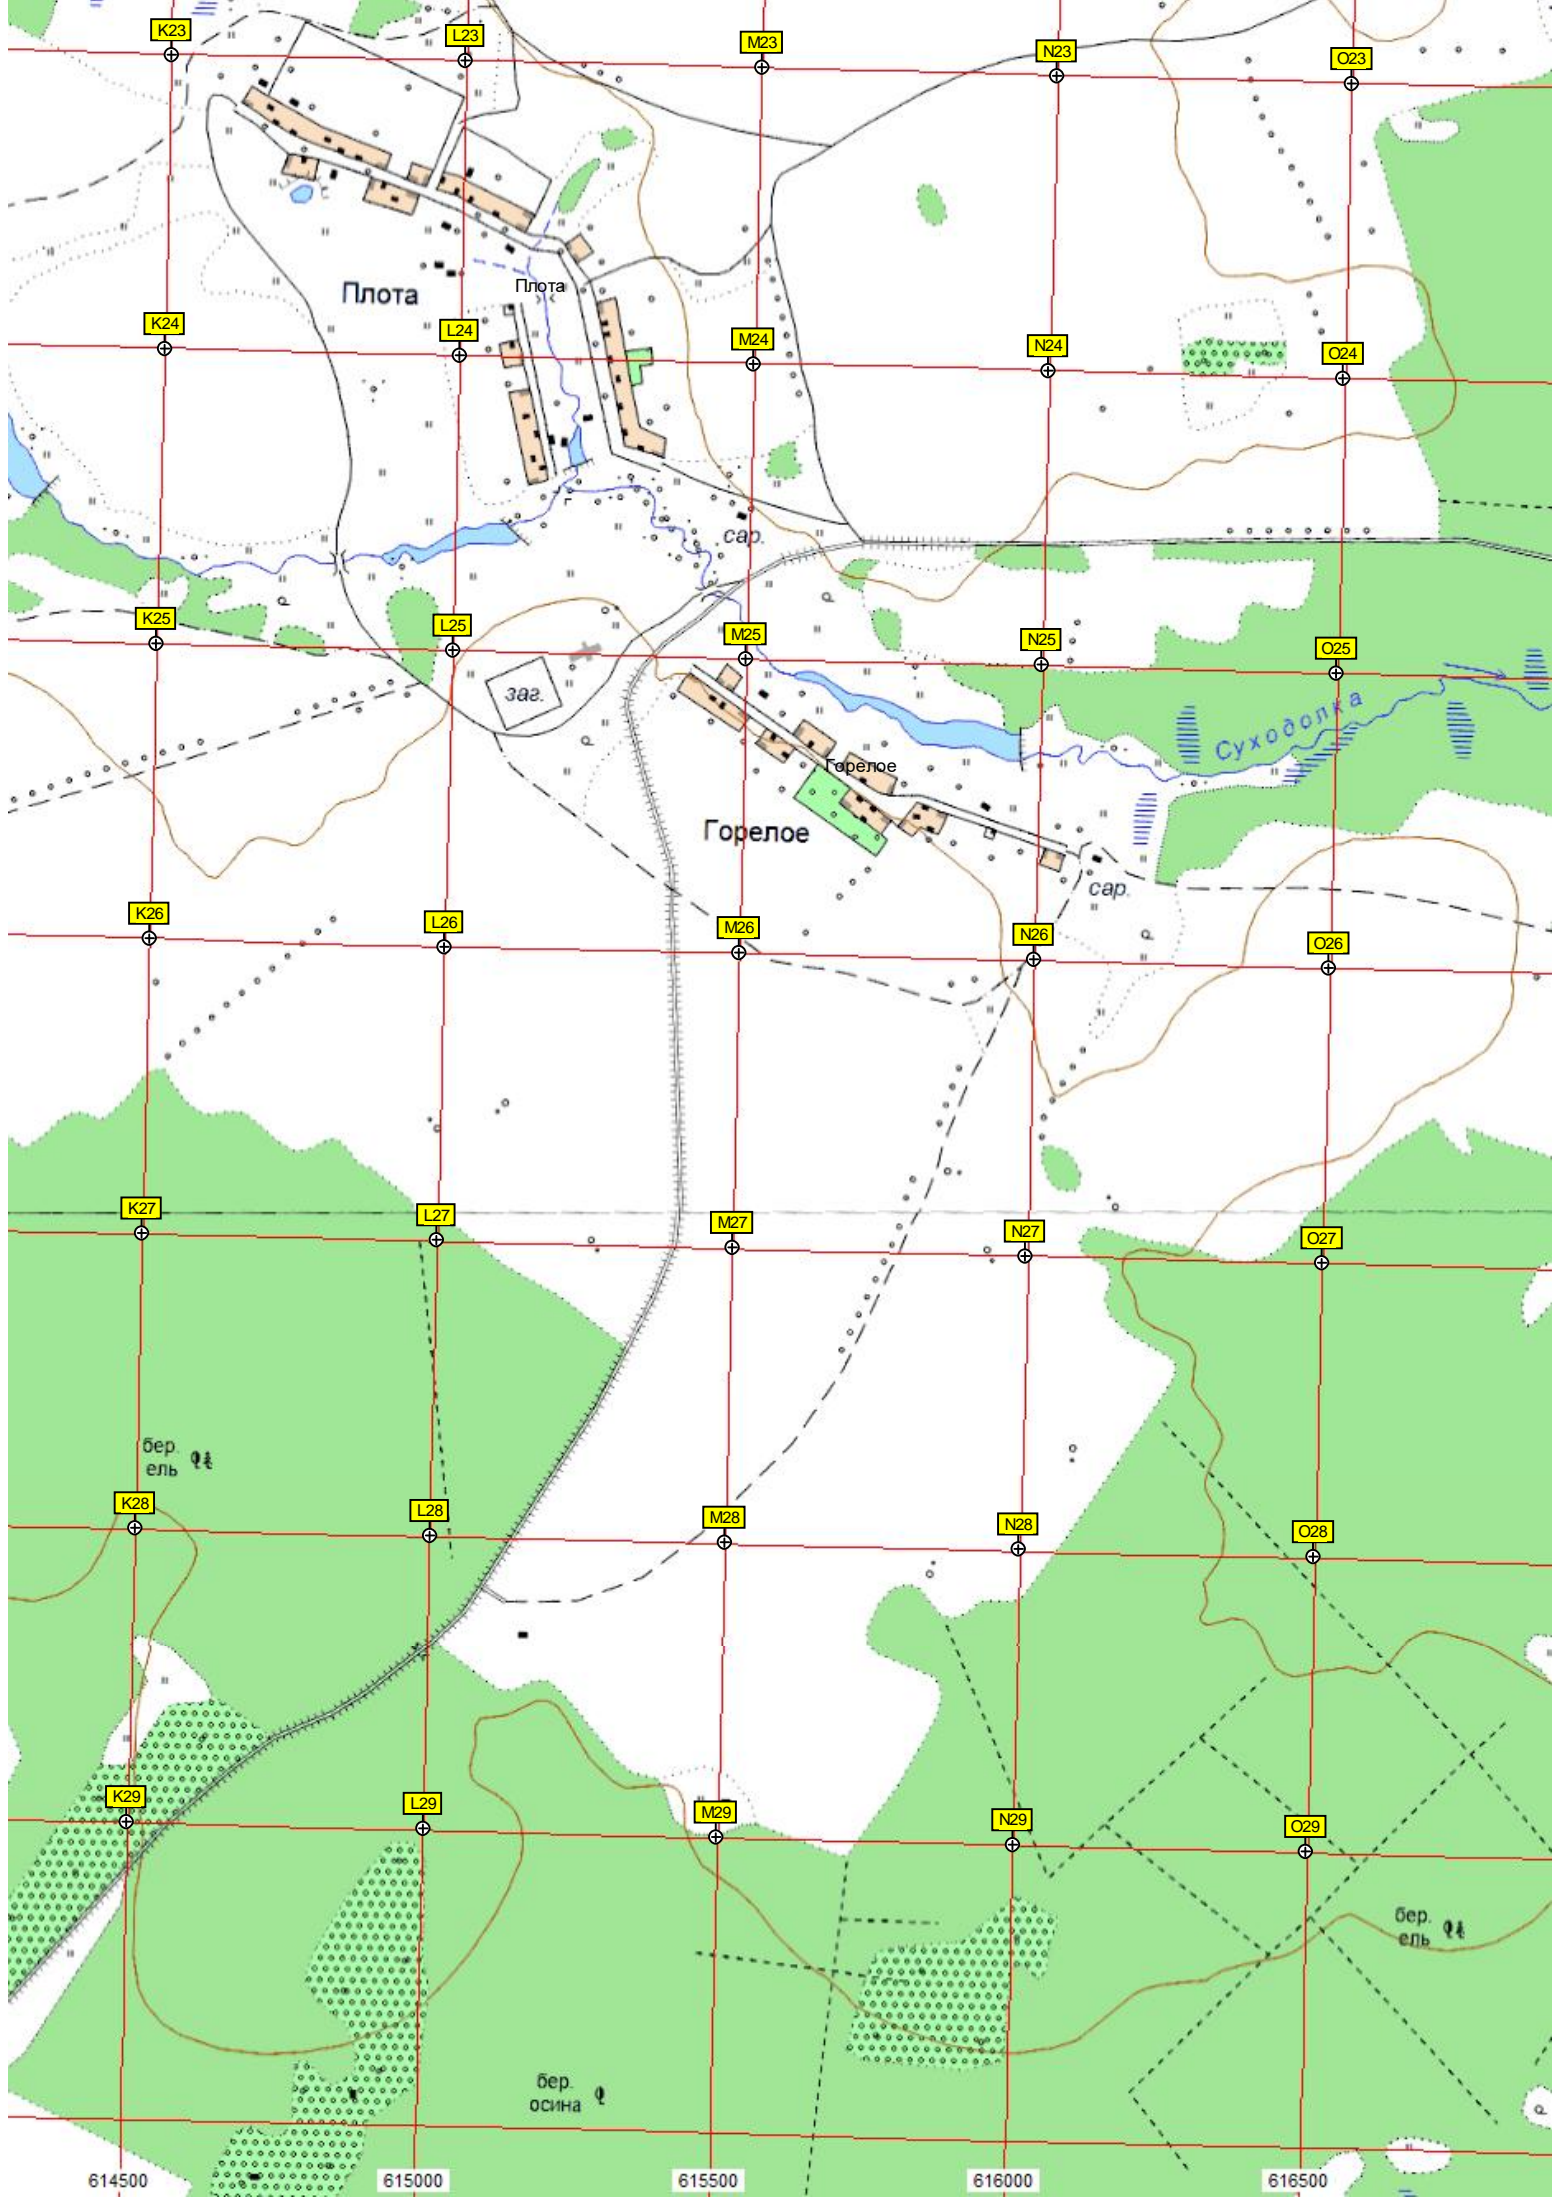 K23
L23
M23
N23
O23
Плота
Плота
K24
L24
M24
N24
O24
сар.
K25
L25
M25
N25
O25
заг.
Суходолка
Горелое
Горелое
сар.
K26
L26
M26
N26
O26
K27
L27
M27
N27
O27
бер.
ель
K28
L28
M28
N28
O28
K29
L29
M29
N29
O29
бер.
ель
бер.
осина
614500
615000
615500
616000
616500